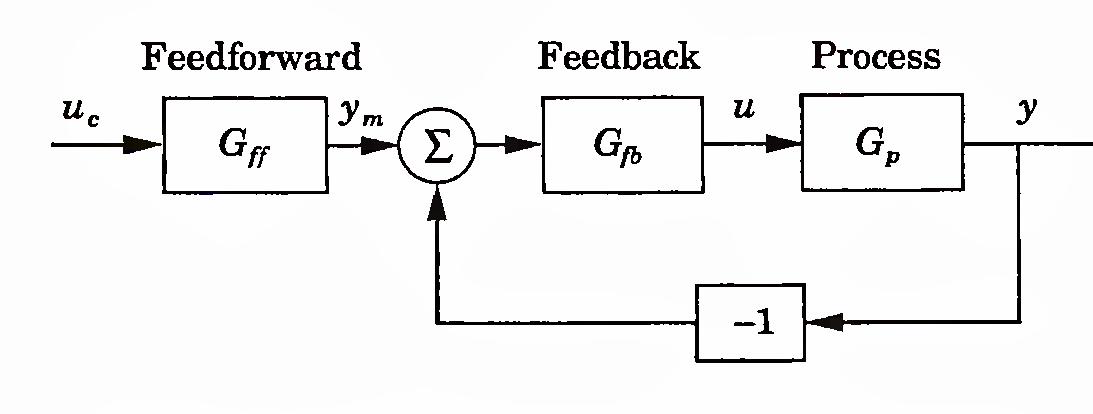 Feedforward Feedback Process
u_c G_ff y_m Σ G_fb u G_p y
−1